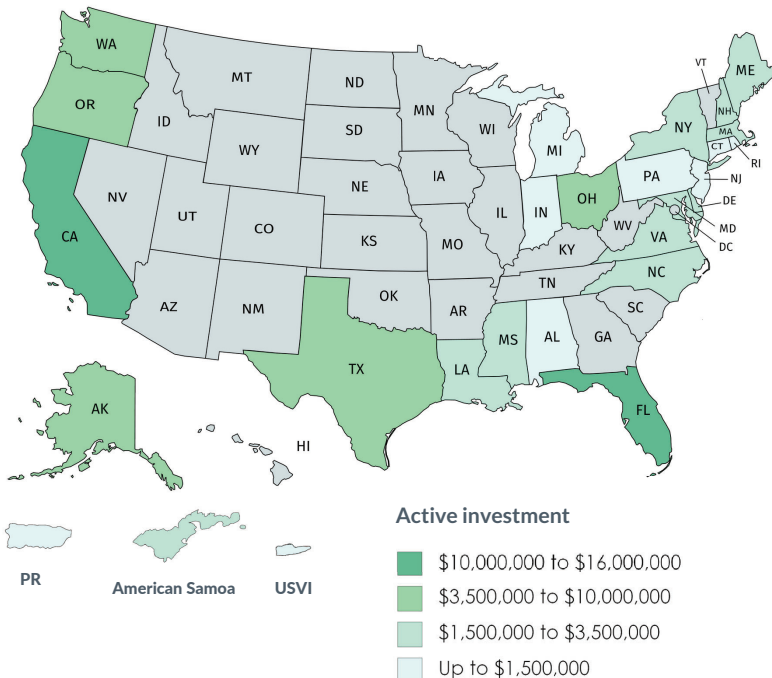 WA
MT
ND
MN
VT
ME
OR
ID
SD
WI
NH
WY
NY
MA
MI
CT
RI
NV
NE
IA
PA
NJ
UT
IL
IN
OH
DE
CA
CO
KS
MO
WV
MD
VA
DC
KY
AZ
NM
OK
TN
NC
AR
SC
MS
AL
GA
TX
LA
AK
FL
HI
PR
American Samoa
USVI
Active investment
$10,000,000 to $16,000,000
$3,500,000 to $10,000,000
$1,500,000 to $3,500,000
Up to $1,500,000